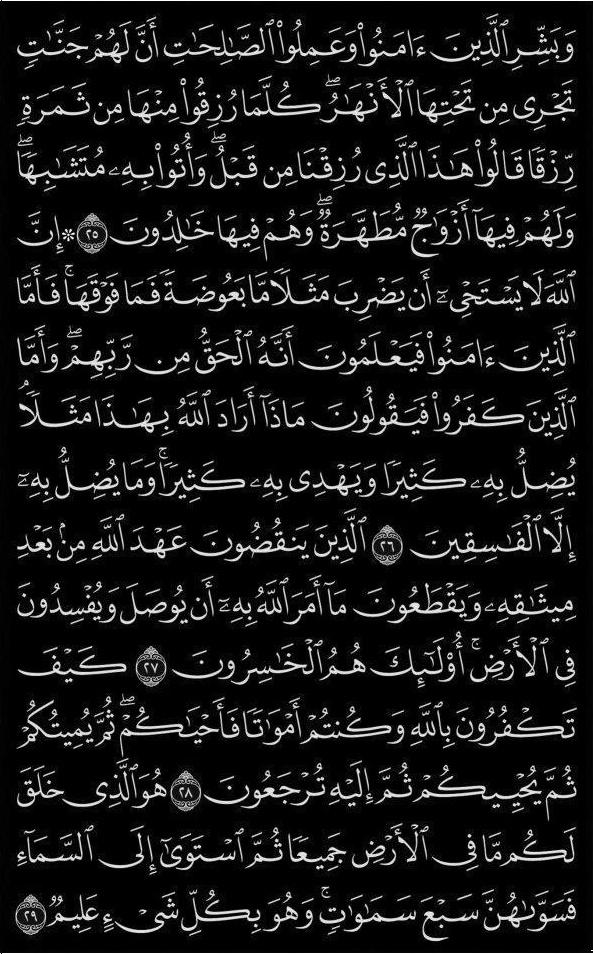 وَبَشِّرِ ٱلَّذِينَ ءَامَنُوا۟ وَعَمِلُوا۟ ٱلصَّـٰلِحَـٰتِ أَنَّ لَهُمْ جَنَّـٰتٍ
تَجْرِى مِن تَحْتِهَا ٱلْأَنْهَـٰرُ ۖ كُلَّمَا رُزِقُوا۟ مِنْهَا مِن ثَمَرَةٍ
رِّزْقًا قَالُوا۟ هَـٰذَا ٱلَّذِى رُزِقْنَا مِن قَبْلُ ۖ وَأُتُوا۟ بِهِۦ مُتَشَـٰبِهًا ۖ
وَلَهُمْ فِيهَآ أَزْوَٰجٌ مُّطَهَّرَةٌ ۖ وَهُمْ فِيهَا خَـٰلِدُونَ ٢٥ * إِنَّ
ٱللَّهَ لَا يَسْتَحْىِۦٓ أَن يَضْرِبَ مَثَلًا مَّا بَعُوضَةً فَمَا فَوْقَهَا ۚ فَأَمَّا
ٱلَّذِينَ ءَامَنُوا۟ فَيَعْلَمُونَ أَنَّهُ ٱلْحَقُّ مِن رَّبِّهِمْ ۖ وَأَمَّا
ٱلَّذِينَ كَفَرُوا۟ فَيَقُولُونَ مَاذَآ أَرَادَ ٱللَّهُ بِهَـٰذَا مَثَلًا ۘ
يُضِلُّ بِهِۦ كَثِيرًا وَيَهْدِى بِهِۦ كَثِيرًا ۚ وَمَا يُضِلُّ بِهِۦٓ
إِلَّا ٱلْفَـٰسِقِينَ ٢٦ ٱلَّذِينَ يَنقُضُونَ عَهْدَ ٱللَّهِ مِنۢ بَعْدِ
مِيثَـٰقِهِۦ وَيَقْطَعُونَ مَآ أَمَرَ ٱللَّهُ بِهِۦٓ أَن يُوصَلَ وَيُفْسِدُونَ
فِى ٱلْأَرْضِ ۚ أُو۟لَـٰٓئِكَ هُمُ ٱلْخَـٰسِرُونَ ٢٧ كَيْفَ
تَكْفُرُونَ بِٱللَّهِ وَكُنتُمْ أَمْوَٰتًا فَأَحْيَـٰكُمْ ۖ ثُمَّ يُمِيتُكُمْ
ثُمَّ يُحْيِيكُمْ ثُمَّ إِلَيْهِ تُرْجَعُونَ ٢٨ هُوَ ٱلَّذِى خَلَقَ
لَكُم مَّا فِى ٱلْأَرْضِ جَمِيعًا ثُمَّ ٱسْتَوَىٰٓ إِلَى ٱلسَّمَآءِ
فَسَوَّىٰهُنَّ سَبْعَ سَمَـٰوَٰتٍ ۚ وَهُوَ بِكُلِّ شَىْءٍ عَلِيمٌ ٢٩